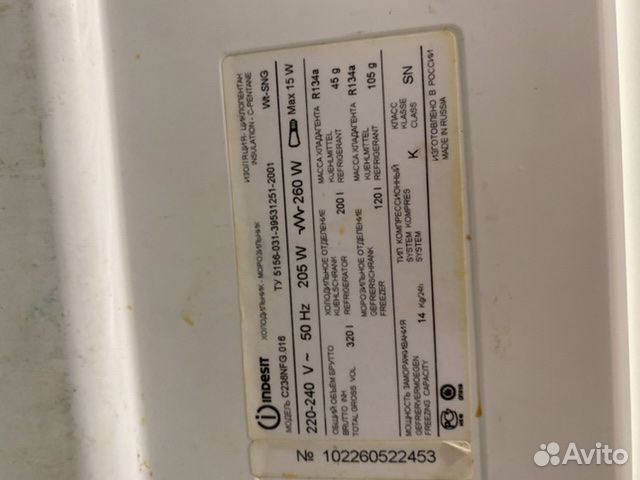 INDESIT
ХОЛОДИЛЬНИК - МОРОЗИЛЬНИК
ИЗОЛЯЦИЯ: ЦИКЛОПЕНТАН
INSULATION - C-PENTANE
МОДЕЛЬ C236NFG.016
ТУ 5156-031-39531251-2001
Wt-SNG
220-240 V ~ 50 Hz 205 W 260 W Max 15 W
ОБЩИЙ ОБЪЕМ БРУТТО
BRUTTO INH
TOTAL GROSS VOL
320 l
ХОЛОДИЛЬНОЕ ОТДЕЛЕНИЕ
KUEHLSCHRANK
REFRIGERATOR
200 l
МАССА ХЛАДАГЕНТА R134a
KUEHLMITTEL
REFRIGERANT
45 g
МОРОЗИЛЬНОЕ ОТДЕЛЕНИЕ
GEFRIERSCHRANK
FREEZER
120 l
МАССА ХЛАДАГЕНТА R134a
KUEHLMITTEL
REFRIGERANT
105 g
МОЩНОСТЬ ЗАМОРАЖИВАНИЯ
GEFRIERVERMOEGEN
FREEZING CAPACITY
14 Kg/24h
ТИП КОМПРЕССИОННЫЙ
SYSTEM KOMPRES
SYSTEM
K
КЛАСС
KLASSE
CLASS
SN
ИЗГОТОВЛЕНО В РОССИИ
MADE IN RUSSIA
№ 102260522453
Avito